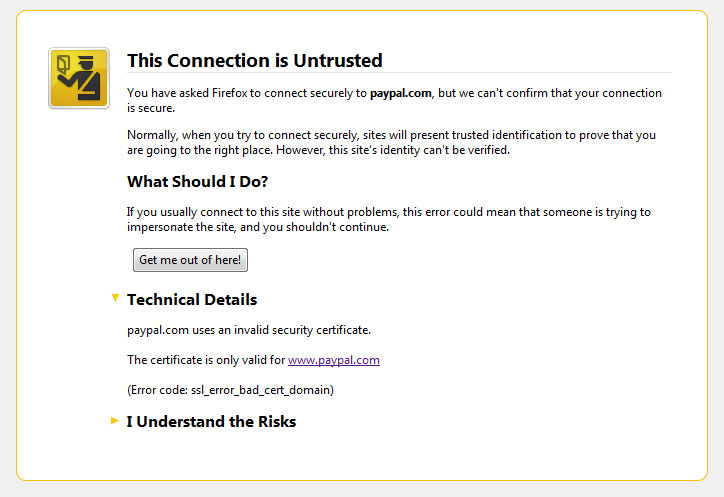 This Connection is Untrusted
You have asked Firefox to connect securely to paypal.com, but we can't confirm that your connection
is secure.
Normally, when you try to connect securely, sites will present trusted identification to prove that you
are going to the right place. However, this site's identity can't be verified.
What Should I Do?
If you usually connect to this site without problems, this error could mean that someone is trying to
impersonate the site, and you shouldn't continue.
Get me out of here!
Technical Details
paypal.com uses an invalid security certificate.
The certificate is only valid for www.paypal.com
(Error code: ssl_error_bad_cert_domain)
I Understand the Risks